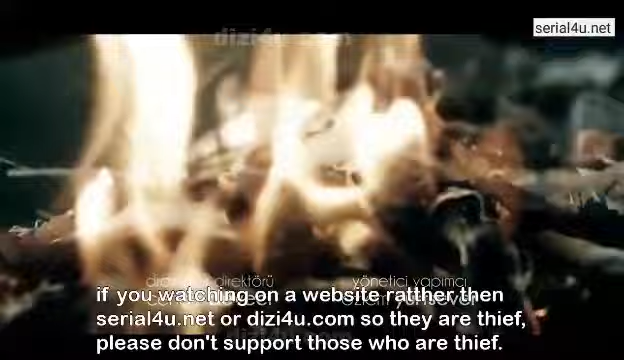 dizi4u.com
serial4u.net
direktörü yönetici yapımcı
if you watching on a website ratther then
serial4u.net or dizi4u.com so they are thief,
please don't support those who are thief.